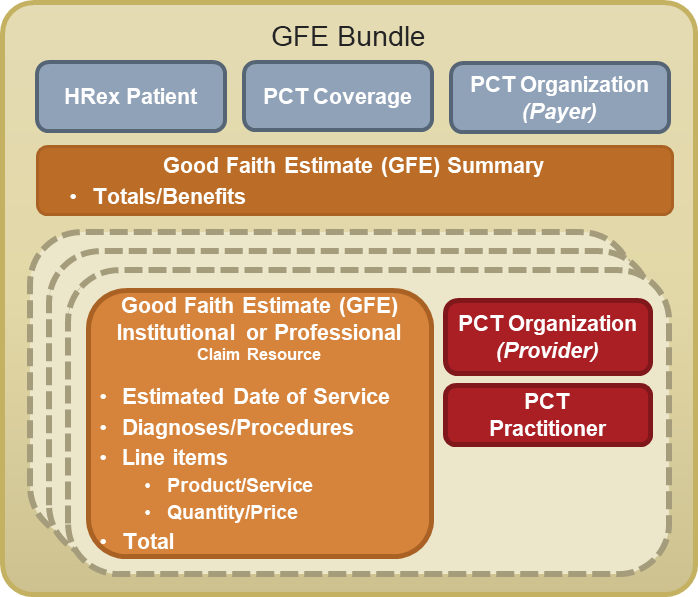 GFE Bundle
HRex Patient
PCT Coverage
PCT Organization
(Payer)
Good Faith Estimate (GFE) Summary
• Totals/Benefits
Good Faith Estimate (GFE)
Institutional or Professional
Claim Resource
• Estimated Date of Service
• Diagnoses/Procedures
• Line items
• Product/Service
• Quantity/Price
• Total
PCT Organization
(Provider)
PCT
Practitioner